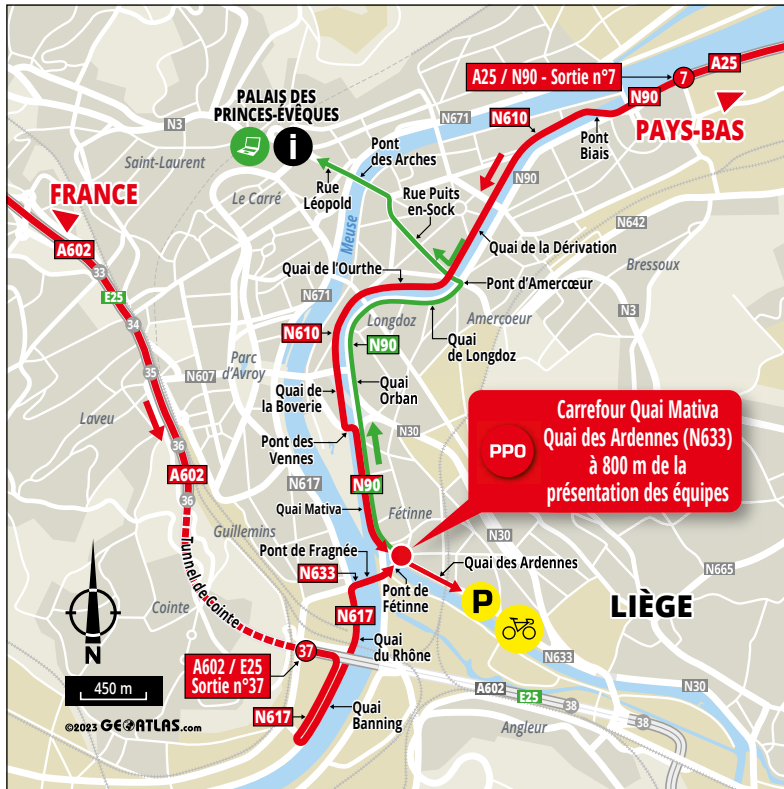 A25 / N90 - Sortie n°7
7
A25
N90
PAYS-BAS
PALAIS DES
PRINCES-ÉVÊQUES
i
N3
Saint-Laurent
Le Carré
Rue
Léopold
Pont
des Arches
N671
N610
Pont
Biais
N90
Rue Puits
en-Sock
N642
Bressoux
FRANCE
A602
33
E25
34
35
36
Meuse
Quai de la Dérivation
Quai de l'Ourthe
Pont d'Amercœur
N671
N3
Longdoz
Amercoeur
N610
N90
Quai
de Longdoz
Parc
d'Avroy
N607
Quai
Orban
Laveu
Quai de
la Boverie
N30
Pont des
Vennes
N617
A602
36
N90
Quai Mativa
Fétinne
PPO
Carrefour Quai Mativa
Quai des Ardennes (N633)
à 800 m de la
présentation des équipes
Guillemins
Tunnel de Cointe
Pont de Fragnée
N633
N30
Quai des Ardennes
N665
Pont de
Fétinne
P
LIÈGE
Cointe
N617
Quai
du Rhône
N633
37
A602 / E25
Sortie n°37
N
450 m
N617
Quai
Banning
A602
E25
38
38
N30
Angleur
©2023 GEOATLAS.com